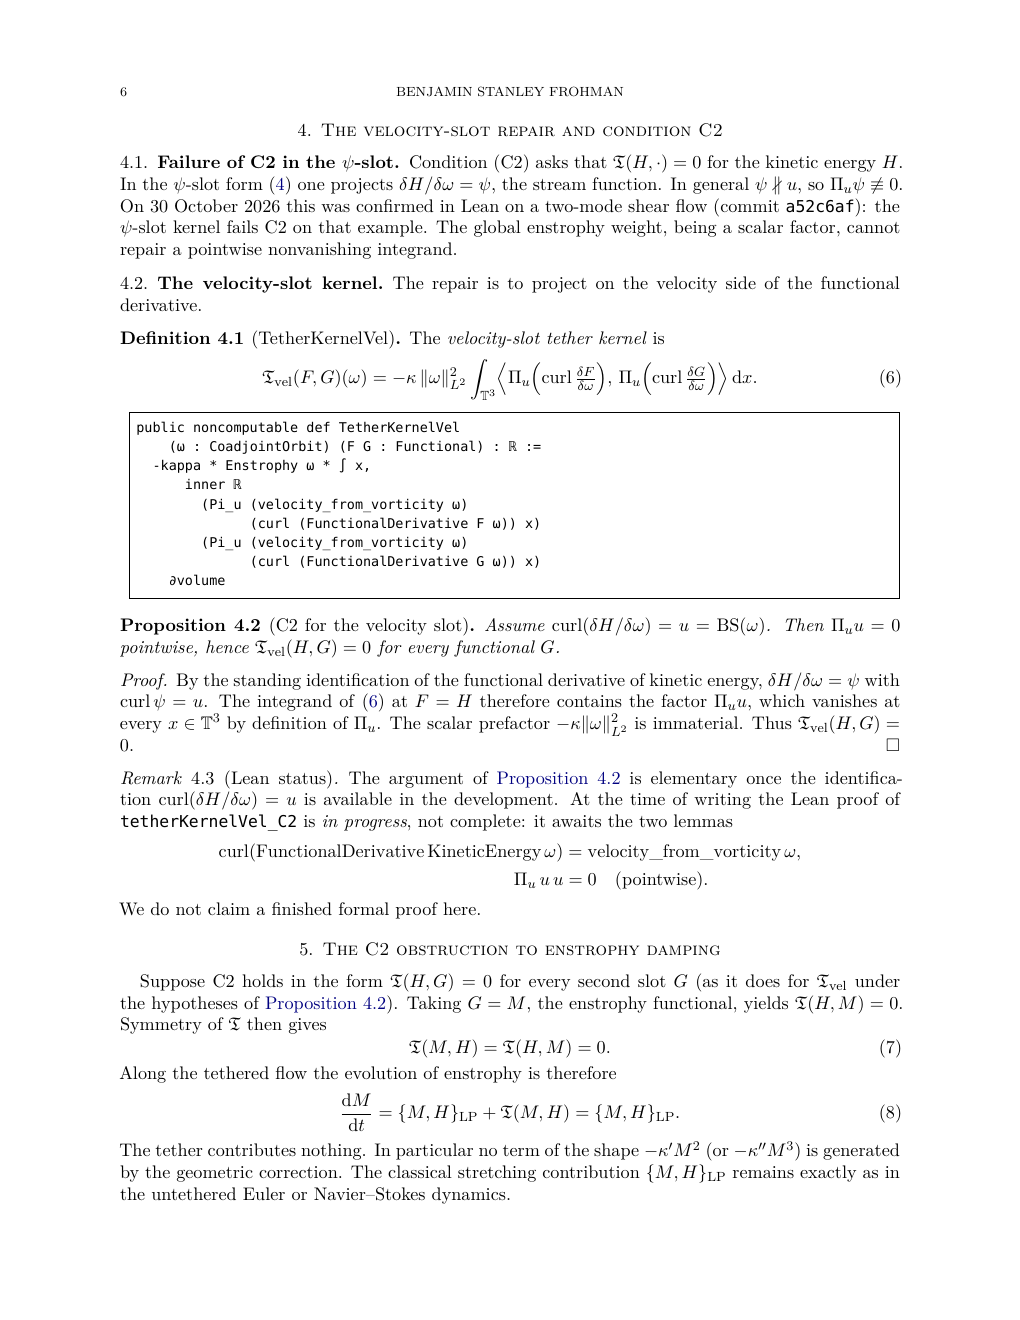 6 BENJAMIN STANLEY FROHMAN
4. The velocity-slot repair and condition C2
4.1. Failure of C2 in the ψ-slot. Condition (C2) asks that 𝔗(H, ·) = 0 for the kinetic energy H.
In the ψ-slot form (4) one projects δH/δω = ψ, the stream function. In general ψ ∦ u, so Π_uψ ≢ 0.
On 30 October 2026 this was confirmed in Lean on a two-mode shear flow (commit a52c6af): the
ψ-slot kernel fails C2 on that example. The global enstrophy weight, being a scalar factor, cannot
repair a pointwise nonvanishing integrand.
4.2. The velocity-slot kernel. The repair is to project on the velocity side of the functional
derivative.
Definition 4.1 (TetherKernelVel). The velocity-slot tether kernel is
𝔗_vel(F, G)(ω) = −κ ‖ω‖²_{L²} ∫_{𝕋³} ⟨Π_u(curl δF/δω), Π_u(curl δG/δω)⟩ dx. (6)
public noncomputable def TetherKernelVel
(ω : CoadjointOrbit) (F G : Functional) : ℝ :=
-kappa * Enstrophy ω * ∫ x,
inner ℝ
(Pi_u (velocity_from_vorticity ω)
(curl (FunctionalDerivative F ω)) x)
(Pi_u (velocity_from_vorticity ω)
(curl (FunctionalDerivative G ω)) x)
∂volume
Proposition 4.2 (C2 for the velocity slot). Assume curl(δH/δω) = u = BS(ω). Then Π_u u = 0
pointwise, hence 𝔗_vel(H, G) = 0 for every functional G.
Proof. By the standing identification of the functional derivative of kinetic energy, δH/δω = ψ with
curl ψ = u. The integrand of (6) at F = H therefore contains the factor Π_u u, which vanishes at
every x ∈ 𝕋³ by definition of Π_u. The scalar prefactor −κ‖ω‖²_{L²} is immaterial. Thus 𝔗_vel(H, G) =
0. □
Remark 4.3 (Lean status). The argument of Proposition 4.2 is elementary once the identifica-
tion curl(δH/δω) = u is available in the development. At the time of writing the Lean proof of
tetherKernelVel_C2 is in progress, not complete: it awaits the two lemmas
curl(FunctionalDerivative KineticEnergy ω) = velocity_from_vorticity ω,
Π_u u u = 0 (pointwise).
We do not claim a finished formal proof here.
5. The C2 obstruction to enstrophy damping
Suppose C2 holds in the form 𝔗(H, G) = 0 for every second slot G (as it does for 𝔗_vel under
the hypotheses of Proposition 4.2). Taking G = M, the enstrophy functional, yields 𝔗(H, M) = 0.
Symmetry of 𝔗 then gives
𝔗(M, H) = 𝔗(H, M) = 0. (7)
Along the tethered flow the evolution of enstrophy is therefore
dM/dt = {M, H}_LP + 𝔗(M, H) = {M, H}_LP. (8)
The tether contributes nothing. In particular no term of the shape −κ′M² (or −κ″M³) is generated
by the geometric correction. The classical stretching contribution {M, H}_LP remains exactly as in
the untethered Euler or Navier–Stokes dynamics.